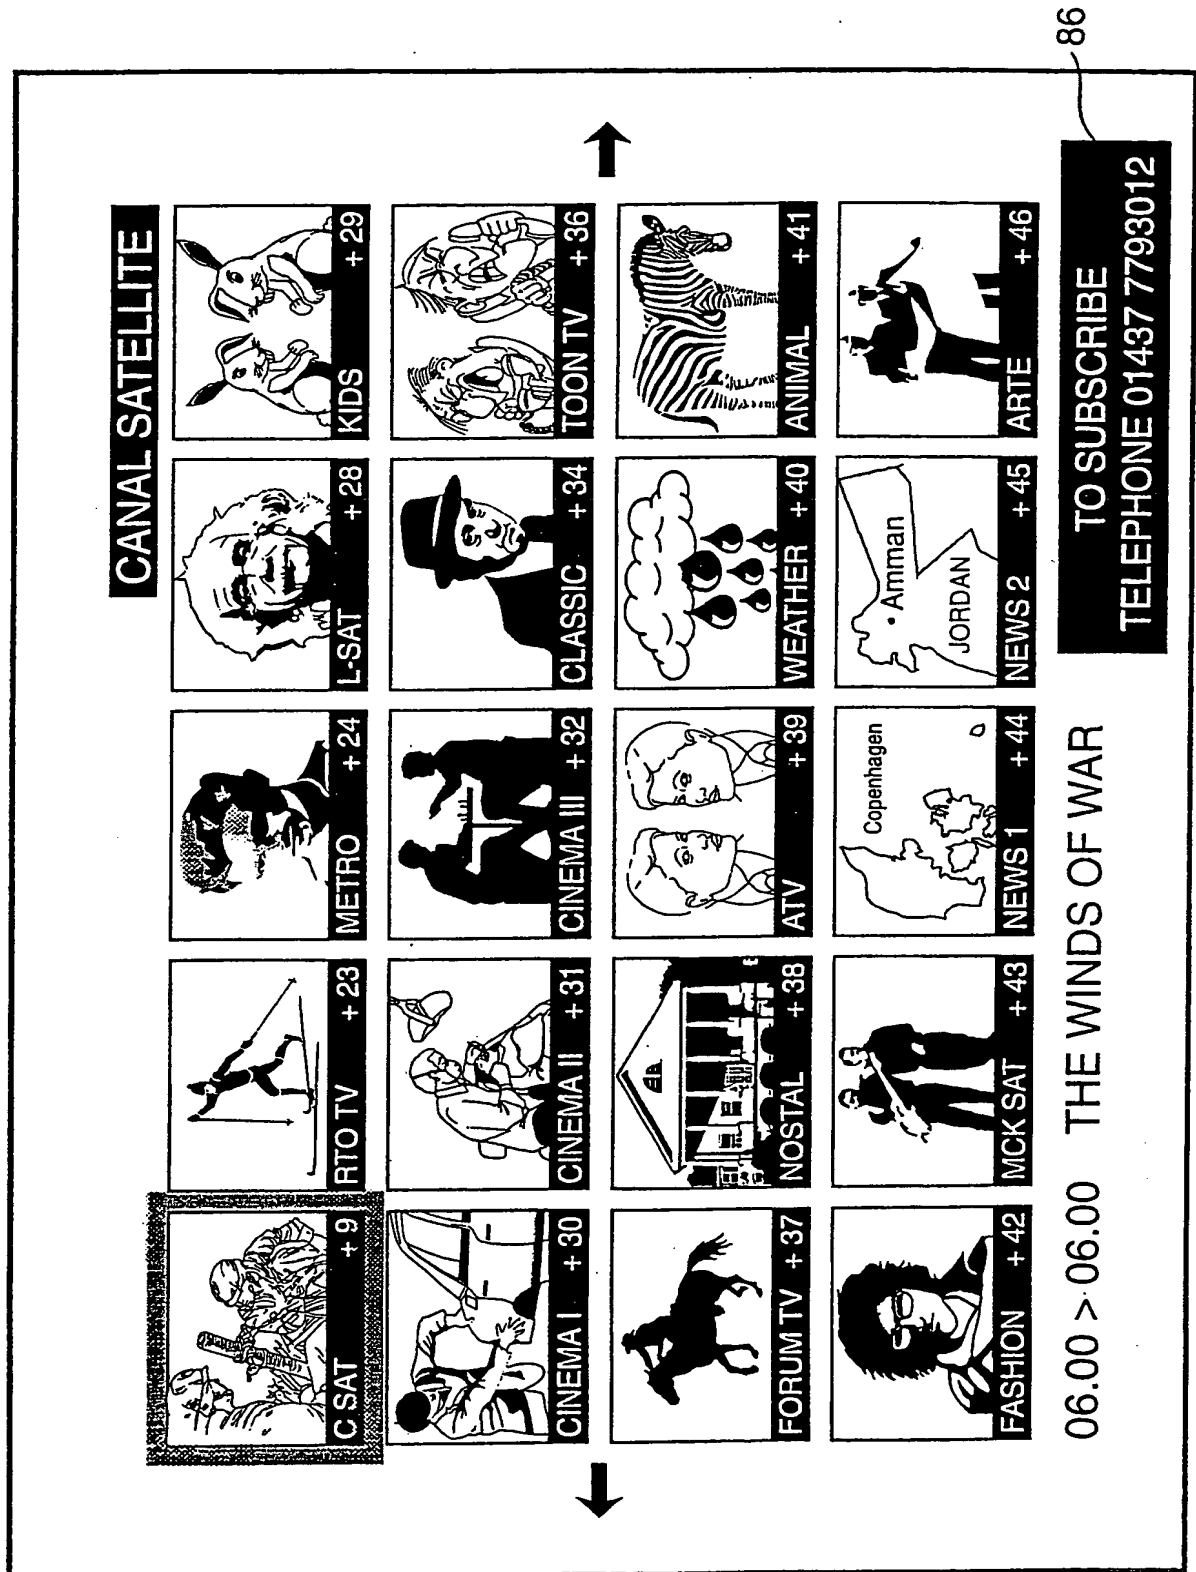 CANAL SATELLITE
C SAT + 9
RTO TV + 23
METRO + 24
L-SAT + 28
KIDS + 29
CINEMA I + 30
CINEMA II + 31
CINEMA III + 32
CLASSIC + 34
TOON TV + 36
FORUM TV + 37
NOSTAL + 38
ATV + 39
WEATHER + 40
ANIMAL + 41
Copenhagen
Amman
JORDAN
FASHION + 42
MCK SAT + 43
NEWS 1 + 44
NEWS 2 + 45
ARTE + 46
06.00 > 06.00 THE WINDS OF WAR
TO SUBSCRIBE
TELEPHONE 01437 7793012
86